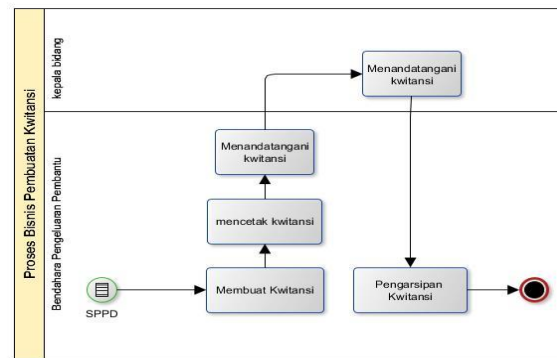 Proses Bisnis Pembuatan Kwitansi
kepala bidang
Menandatangani
kwitansi
Bendahara Pengeluaran Pembantu
Menandatangani
kwitansi
mencetak kwitansi
Membuat Kwitansi
SPPD
Pengarsipan
Kwitansi